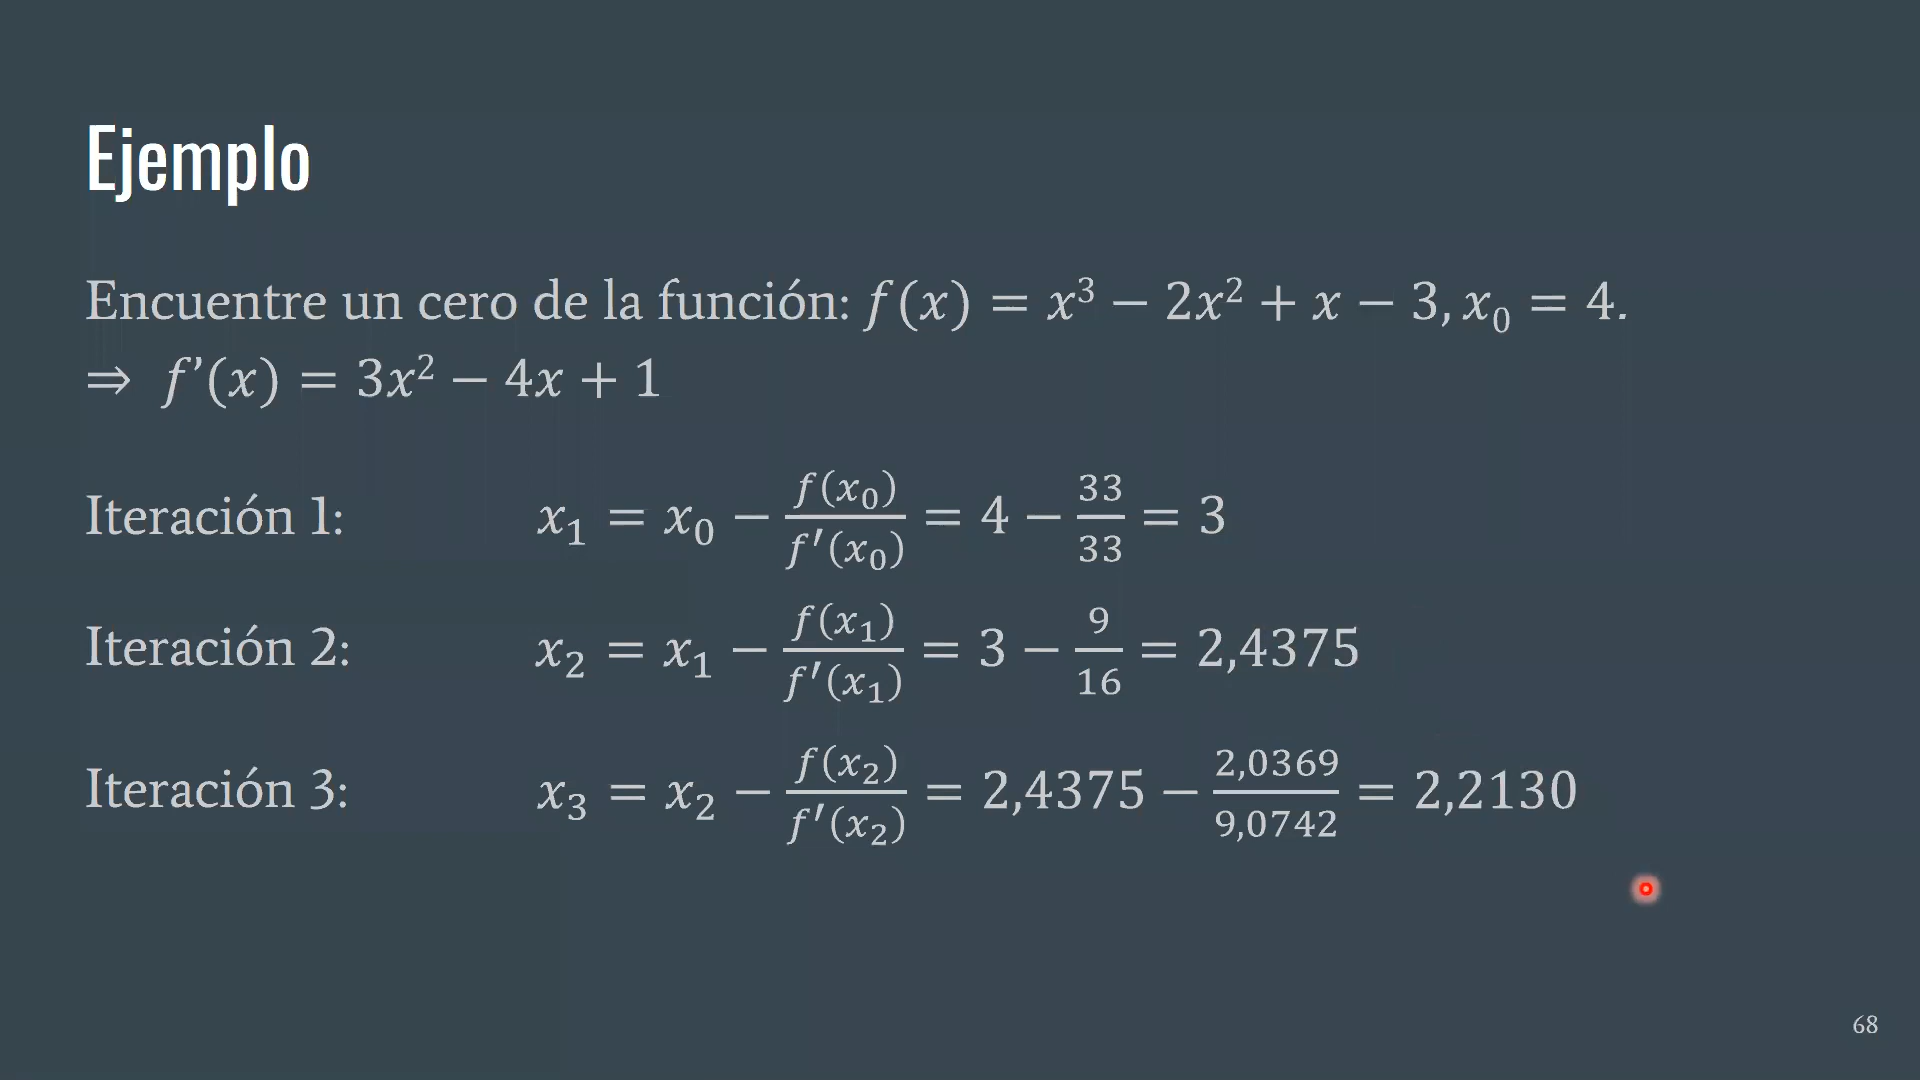 Ejemplo
Encuentre un cero de la función: f(x) = x³ − 2x² + x − 3, x₀ = 4.
⇒ f’(x) = 3x² − 4x + 1
Iteración 1: x₁ = x₀ − f(x₀)/f′(x₀) = 4 − 33/33 = 3
Iteración 2: x₂ = x₁ − f(x₁)/f′(x₁) = 3 − 9/16 = 2,4375
Iteración 3: x₃ = x₂ − f(x₂)/f′(x₂) = 2,4375 − 2,0369/9,0742 = 2,2130
68